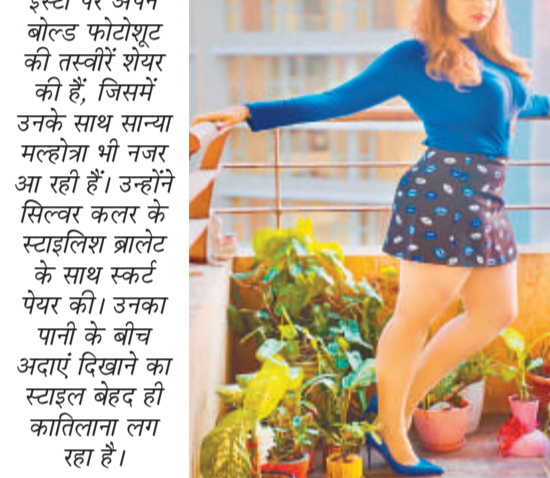 बोल्ड फोटोशूट
की तस्वीरें शेयर
की हैं, जिसमें
उनके साथ सान्या
मल्होत्रा भी नजर
आ रही हैं। उन्होंने
सिल्वर कलर के
स्टाइलिश ब्रालेट
के साथ स्कर्ट
पेयर की। उनका
पानी के बीच
अदाएं दिखाने का
स्टाइल बेहद ही
कातिलाना लग
रहा है।